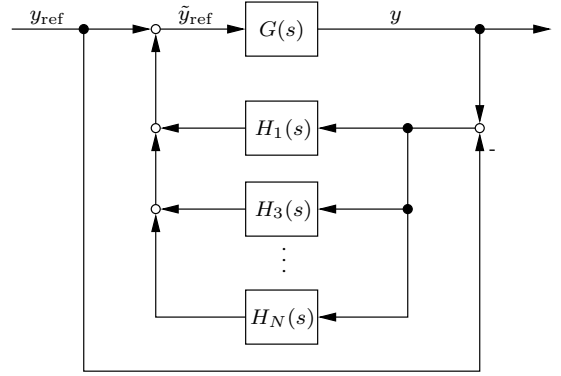 y_ref ỹ_ref G(s) y
H_1(s)
-
H_3(s)
⋮
H_N(s)